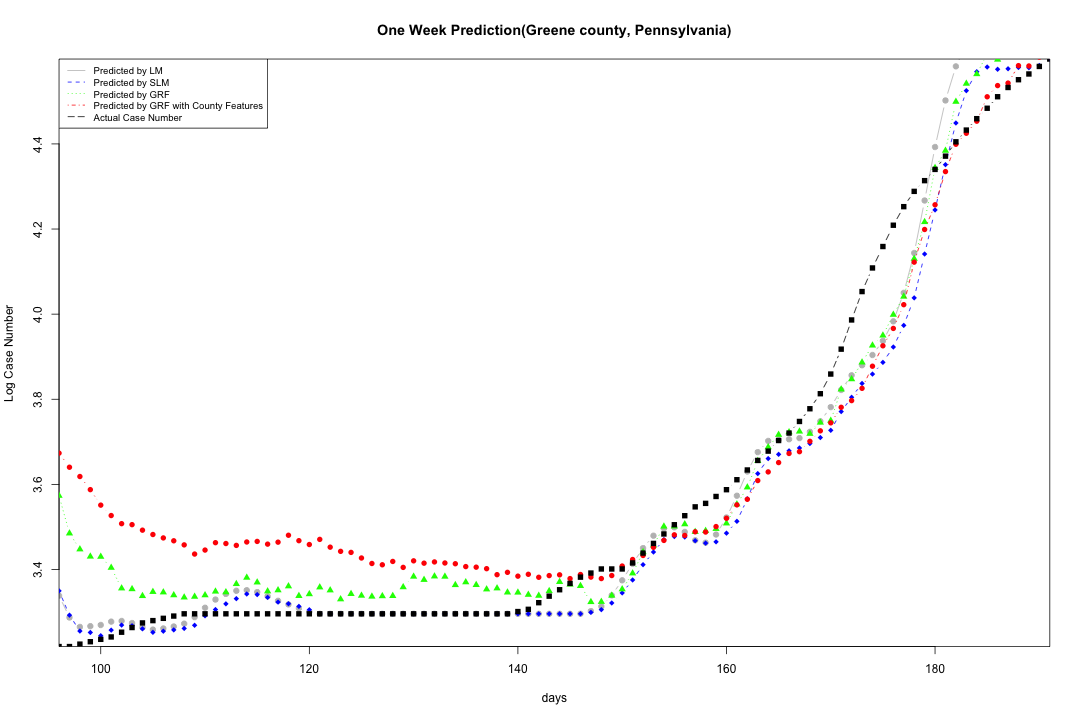 One Week Prediction(Greene county, Pennsylvania)
Predicted by LM
Predicted by SLM
Predicted by GRF
Predicted by GRF with County Features
Actual Case Number
4.4
4.2
4.0
3.8
3.6
3.4
Log Case Number
100 120 140 160 180
days